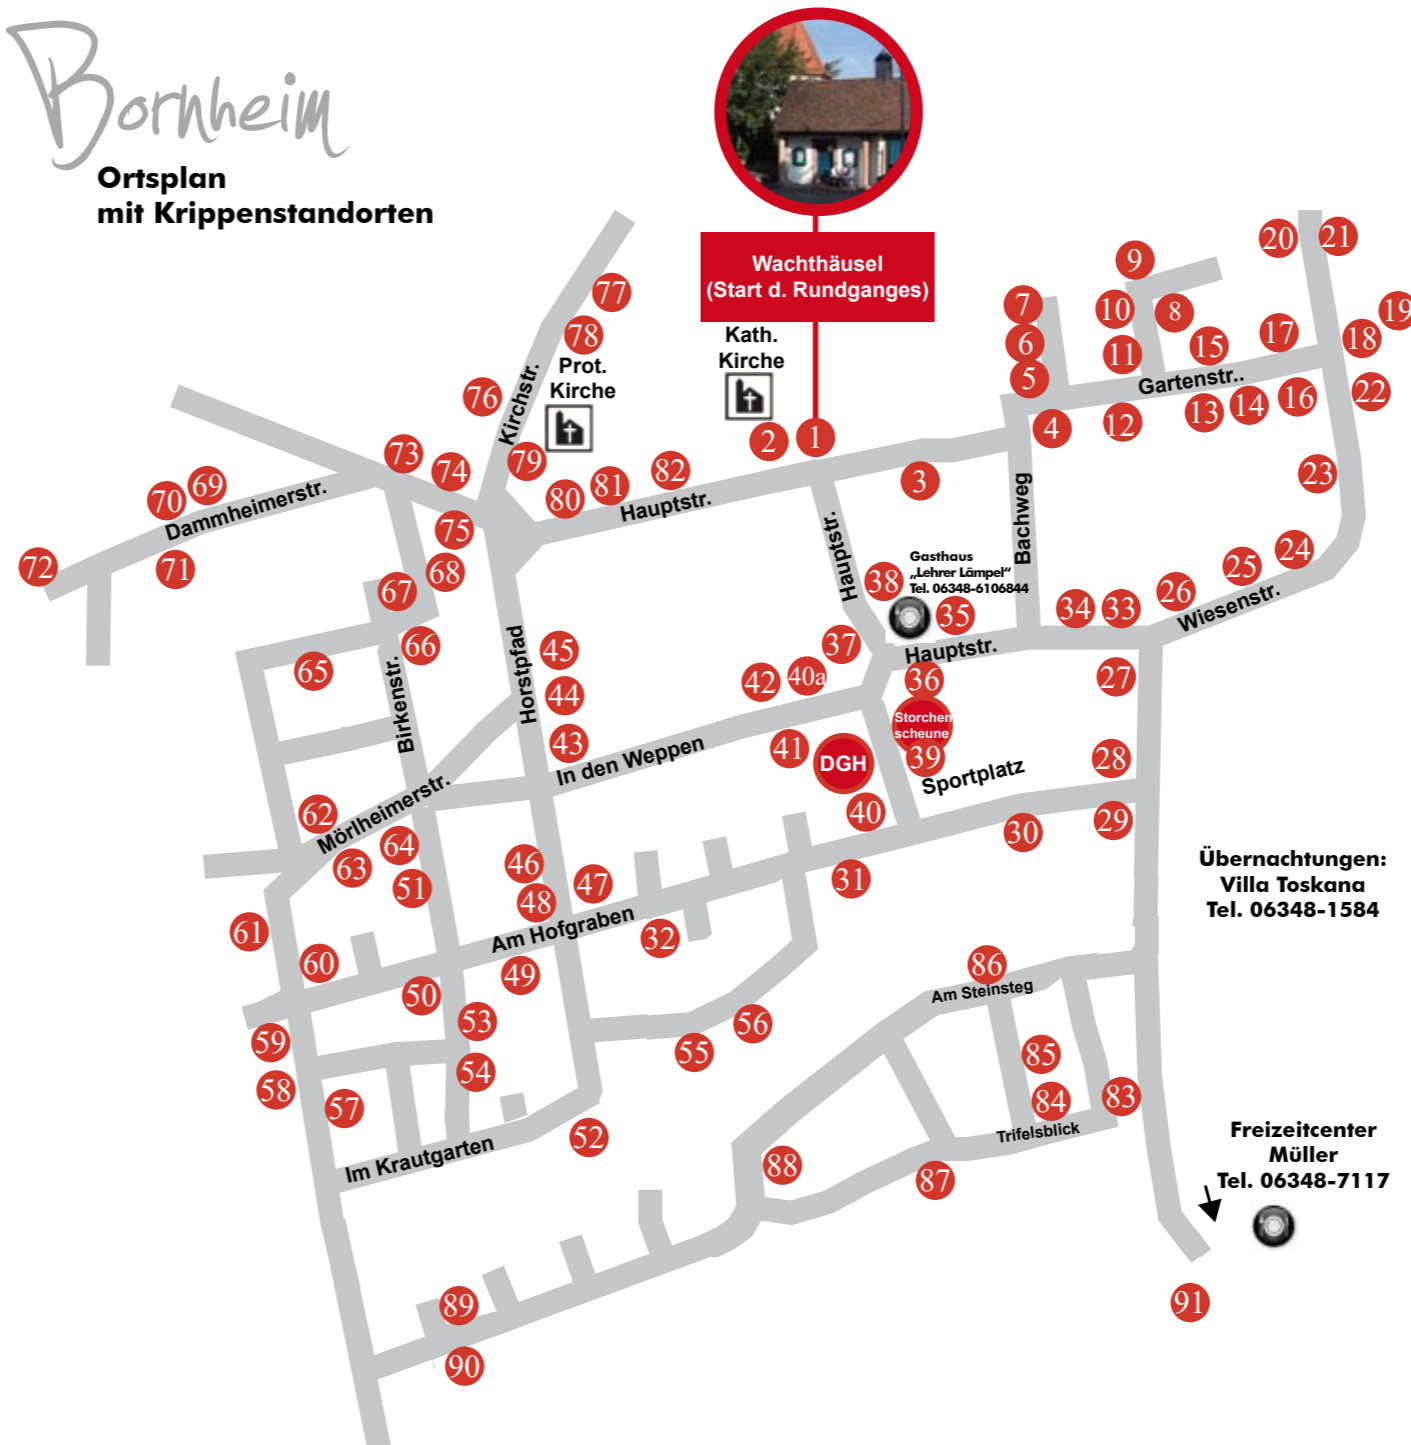 Bornheim
Ortsplan
mit Krippenstandorten
Wachthäusel
(Start d. Rundganges)
Kath.
Kirche
Prot.
Kirche
77
78
76
Kirchstr.
79
80
81
82
Hauptstr.
2
1
3
7
6
5
4
9
10
8
11
15
17
Gartenstr..
12
13
14
16
20
21
19
18
22
23
24
25
26
Wiesenstr.
Bachweg
Hauptstr.
Gasthaus
„Lehrer Lämpel“
Tel. 06348-6106844
38
35
34
33
37
Hauptstr.
36
27
Storchen
scheune
39
Sportplatz
28
29
30
DGH
40
41
42
40a
31
In den Weppen
73
74
70
69
Dammheimerstr.
72
71
75
68
67
66
65
Birkenstr.
Horstpfad
45
44
43
62
Mörlheimerstr.
63
64
51
46
47
48
Am Hofgraben
32
61
60
50
49
59
53
56
55
58
54
57
52
Im Krautgarten
Übernachtungen:
Villa Toskana
Tel. 06348-1584
86
Am Steinsteg
85
84
83
Trifelsblick
88
87
Freizeitcenter
Müller
Tel. 06348-7117
89
90
91